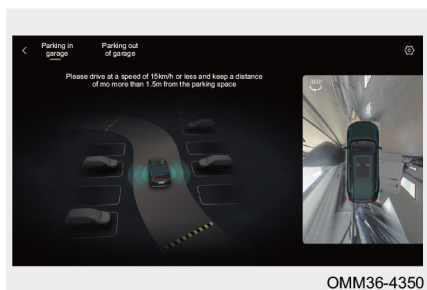 Parking in
garage
Parking out
of garage
Please drive at a speed of 15km/h or less and keep a distance
of mo more than 1.5m from the parking space
360°
OMM36-4350